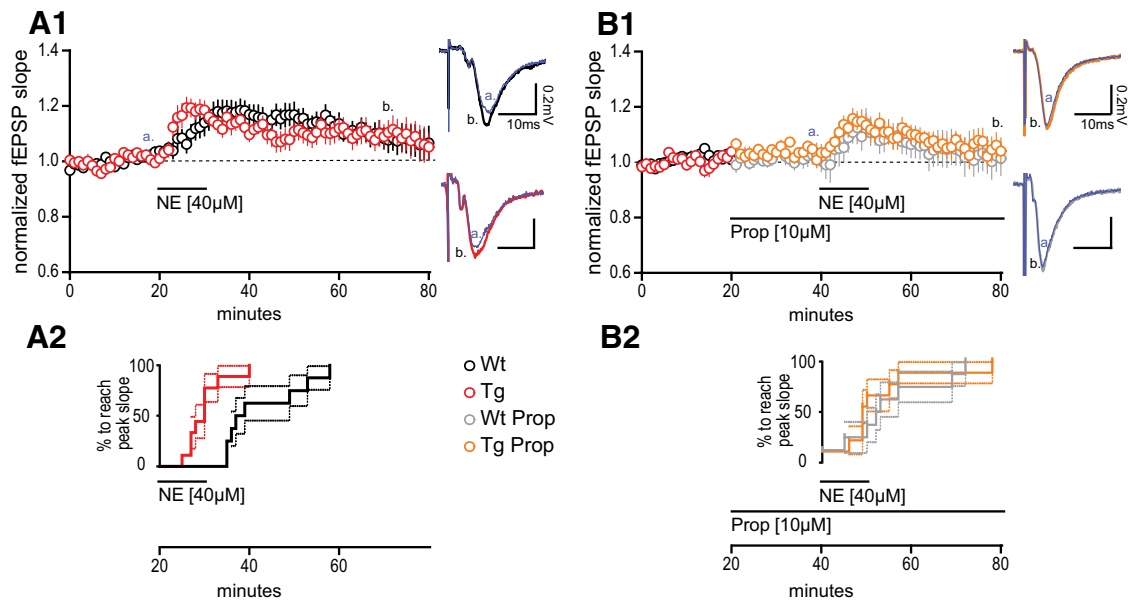 A1
normalized fEPSP slope
1.4
1.2
1.0
0.8
0.6
a.
b.
NE [40µM]
0 20 40 60 80
minutes
a.
b.
10ms
0.2mV
a.
b.
B1
normalized fEPSP slope
1.4
1.2
1.0
0.8
0.6
a.
b.
NE [40µM]
Prop [10µM]
0 20 40 60 80
minutes
a.
b.
10ms
0.2mV
a.
b.
A2
% to reach
peak slope
100
50
0
NE [40µM]
20 40 60
minutes
Wt
Tg
Wt Prop
Tg Prop
B2
% to reach
peak slope
100
50
0
NE [40µM]
Prop [10µM]
20 40 60 80
minutes